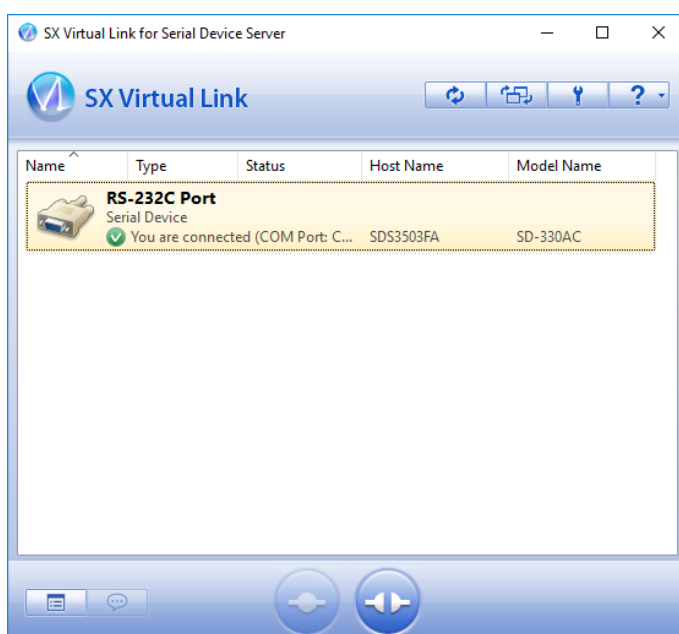 SX Virtual Link for Serial Device Server
SX Virtual Link
?
Name Type Status Host Name Model Name
RS-232C Port
Serial Device
You are connected (COM Port: C... SDS3503FA SD-330AC